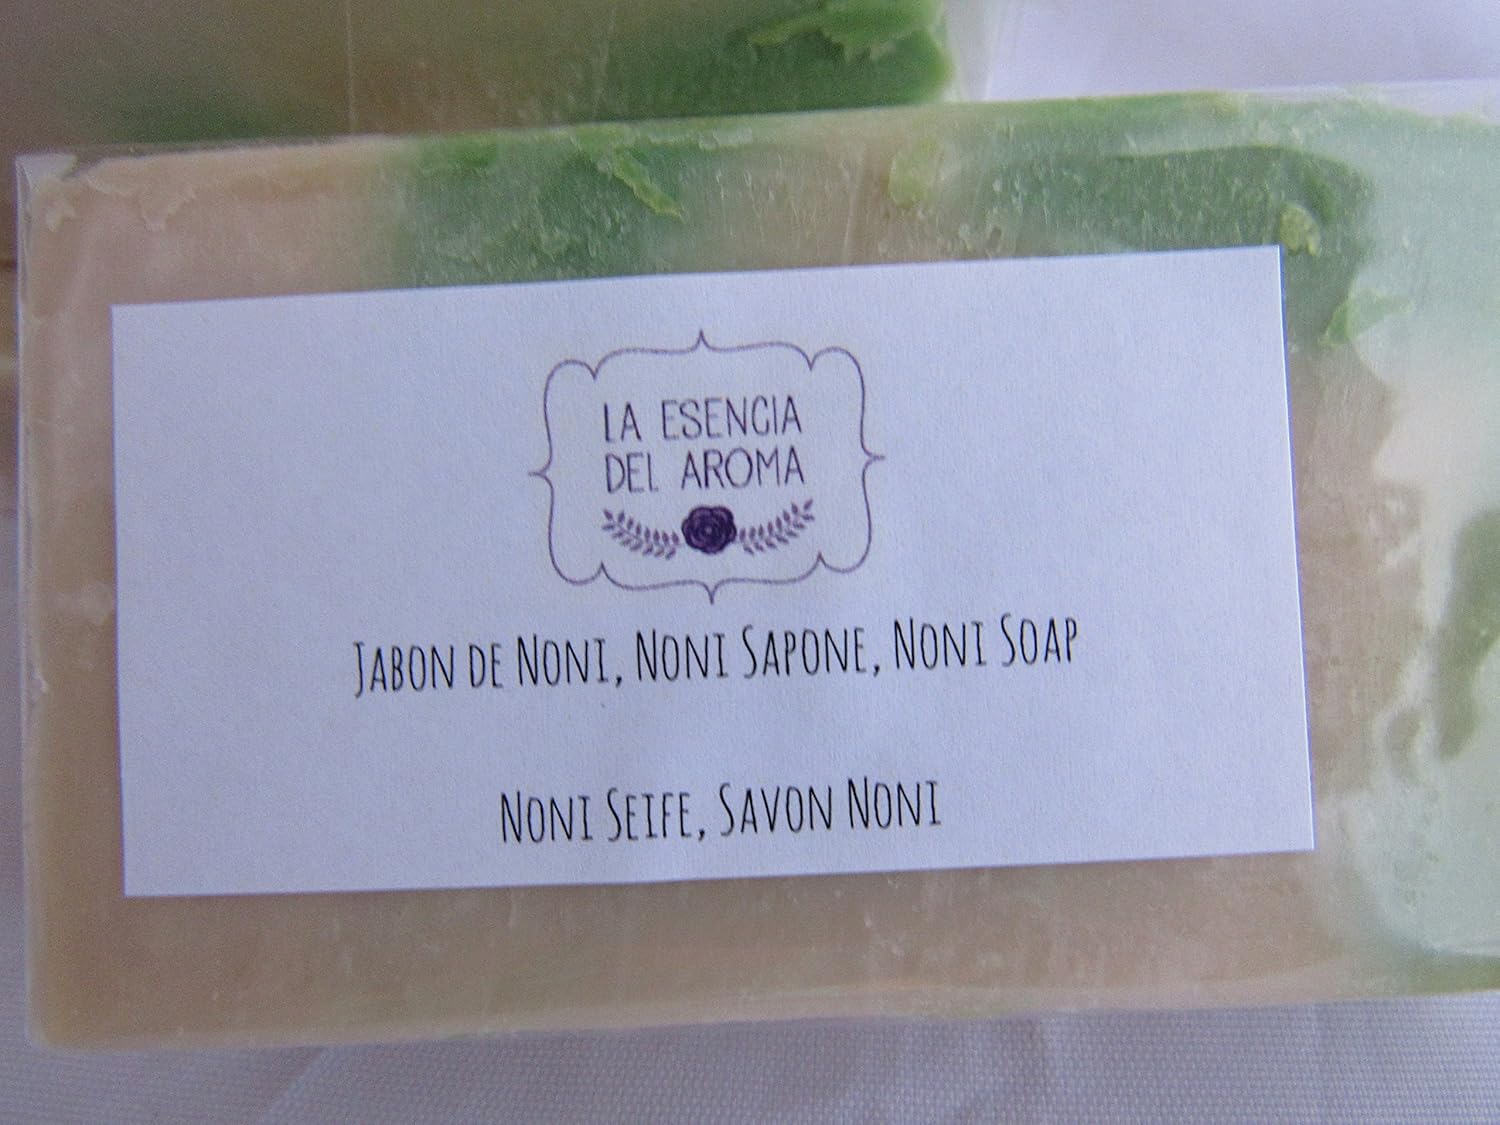 LA ESENCIA
DEL AROMA
JABON DE NONI, NONI SAPONE, NONI SOAP
NONI SEIFE, SAVON NONI